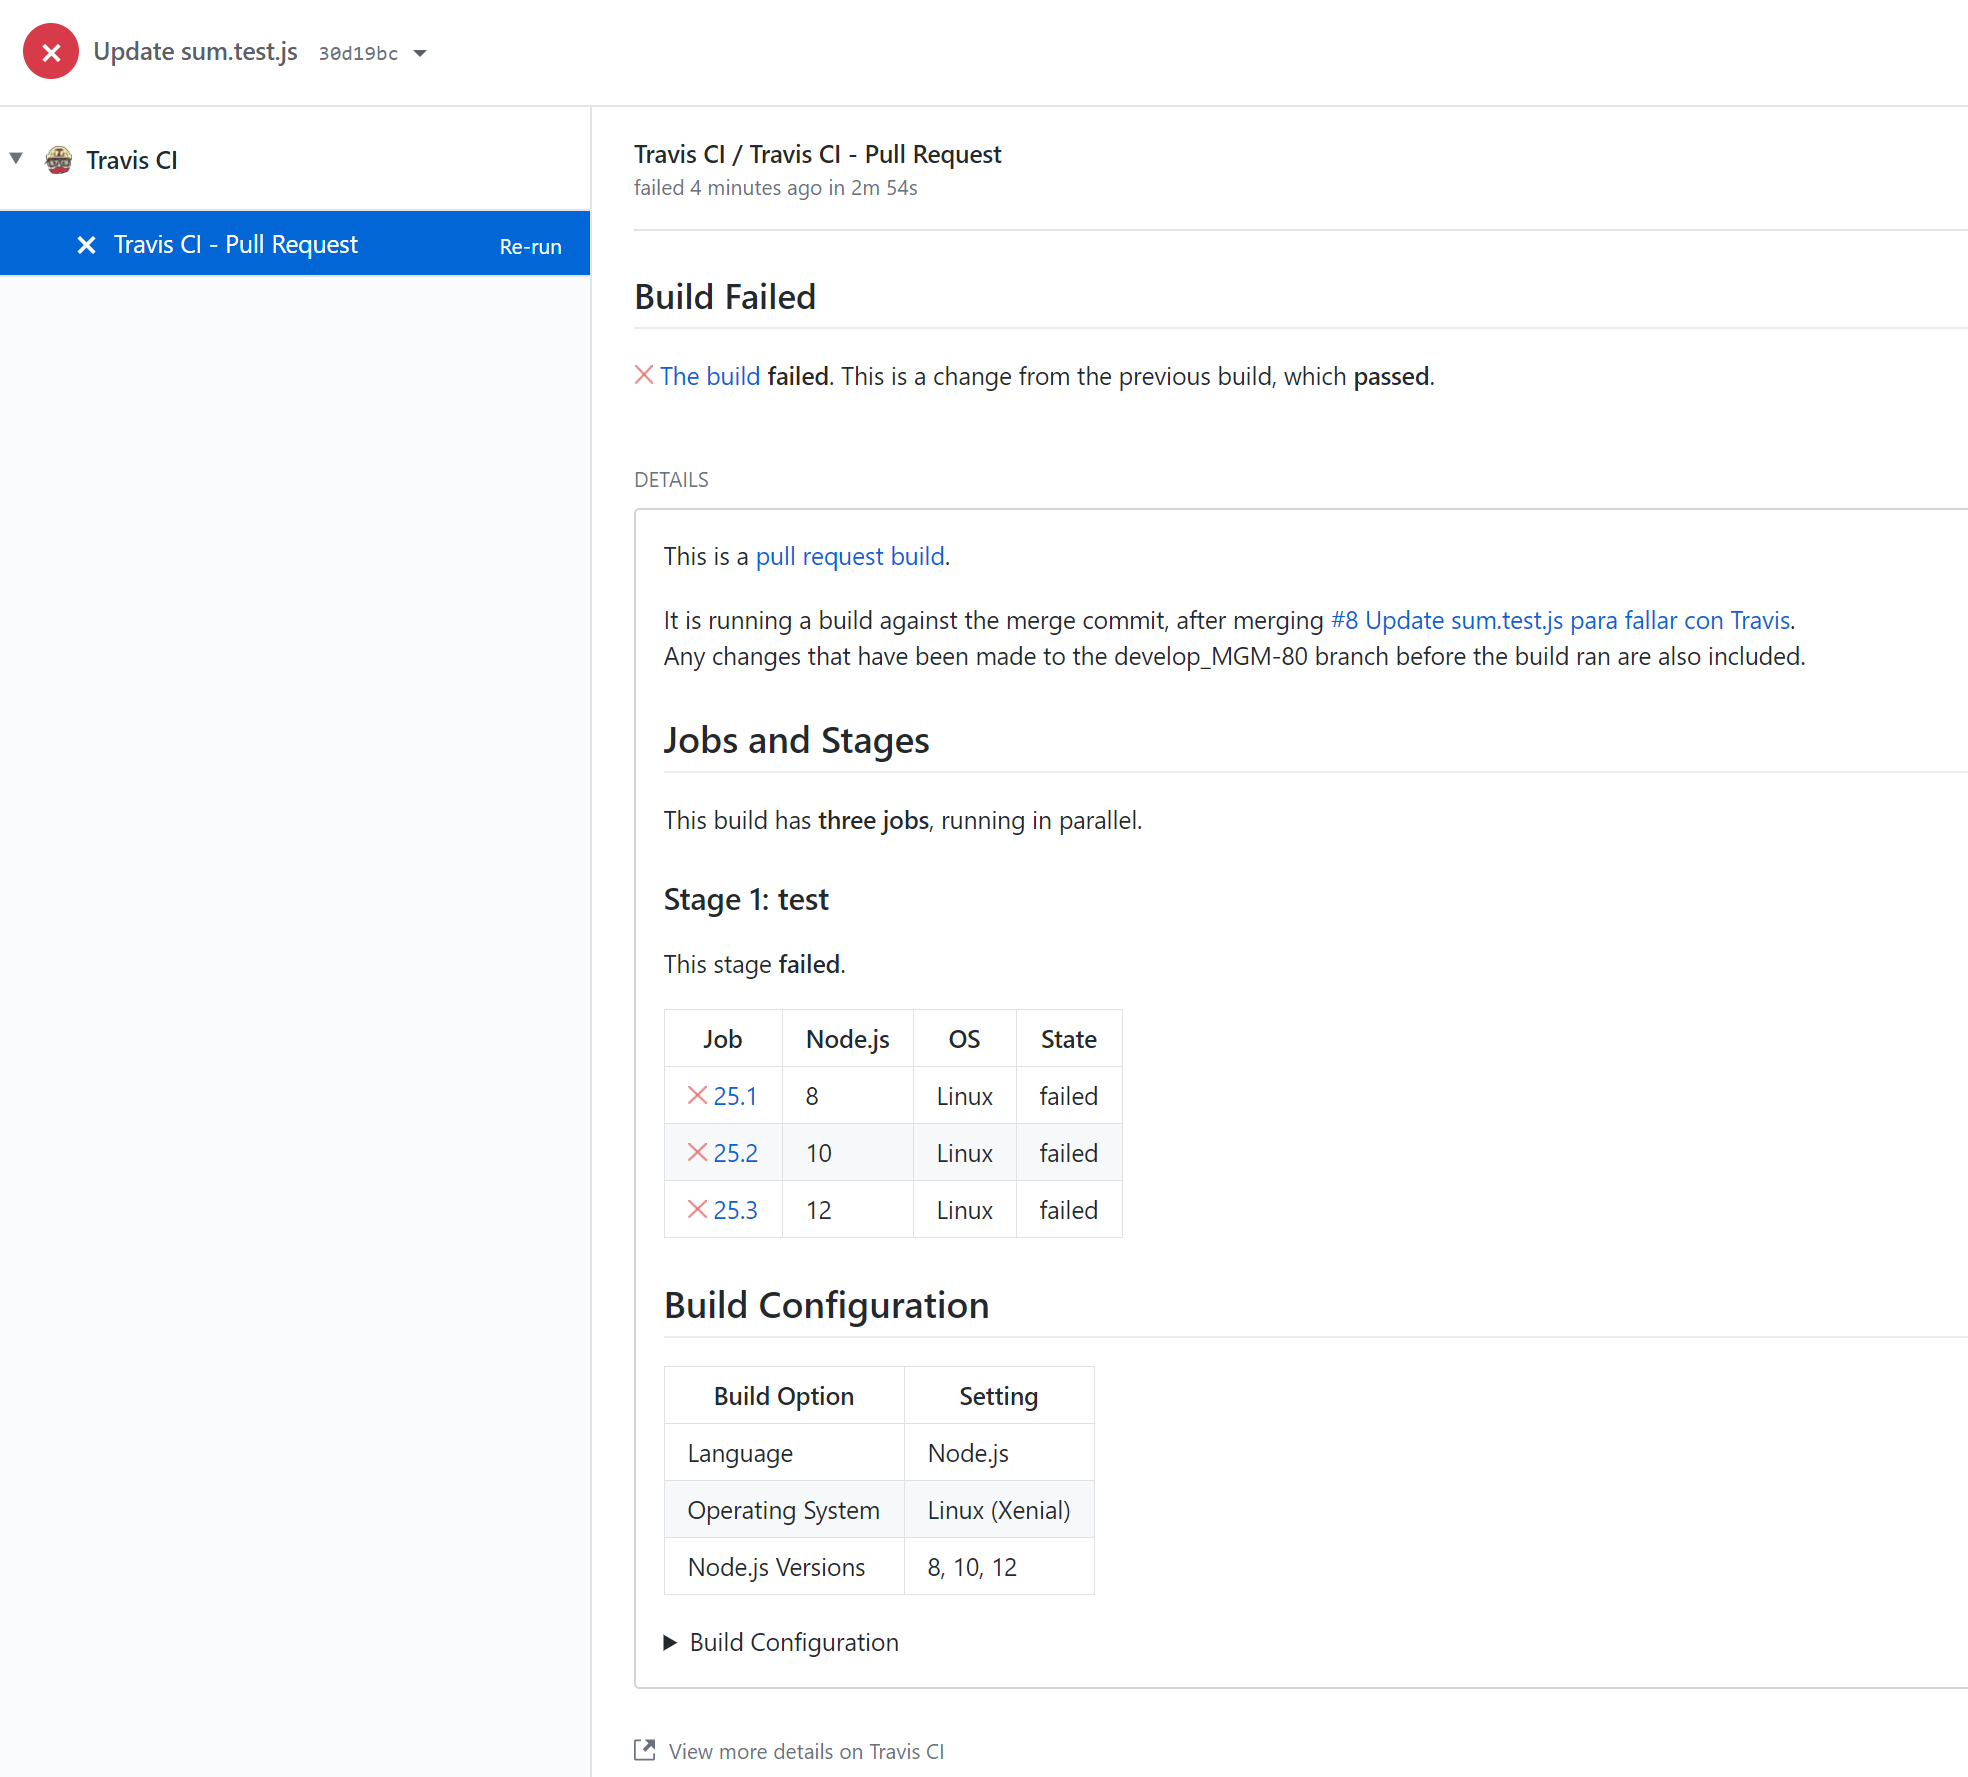 Update sum.test.js 30d19bc
Travis CI
Travis CI - Pull Request Re-run
Travis CI / Travis CI - Pull Request
failed 4 minutes ago in 2m 54s
Build Failed
The build failed. This is a change from the previous build, which passed.
DETAILS
This is a pull request build.
It is running a build against the merge commit, after merging #8 Update sum.test.js para fallar con Travis.
Any changes that have been made to the develop_MGM-80 branch before the build ran are also included.
Jobs and Stages
This build has three jobs, running in parallel.
Stage 1: test
This stage failed.
Job Node.js OS State
25.1 8 Linux failed
25.2 10 Linux failed
25.3 12 Linux failed
Build Configuration
Build Option Setting
Language Node.js
Operating System Linux (Xenial)
Node.js Versions 8, 10, 12
Build Configuration
View more details on Travis CI